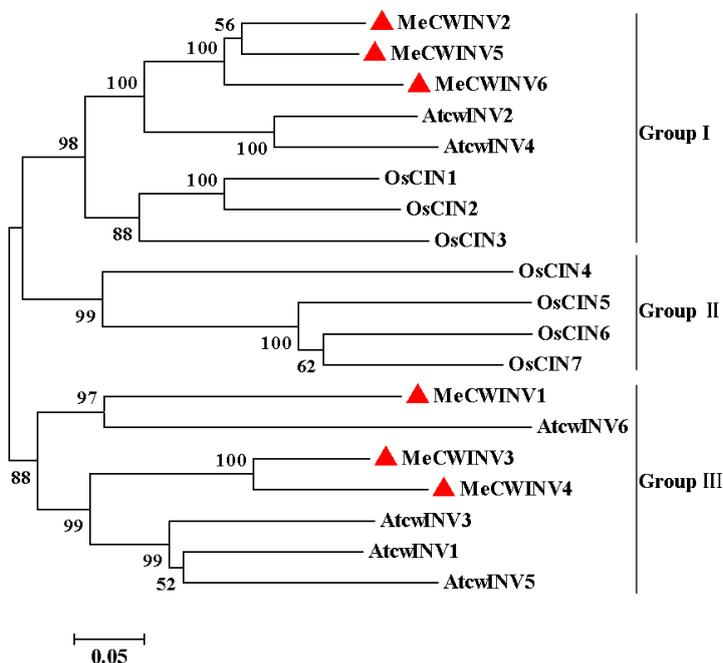 56
MeCWINV2
100
MeCWINV5
100
MeCWINV6
AtcwINV2
98
100
AtcwINV4
Group I
100
OsCIN1
OsCIN2
88
OsCIN3
OsCIN4
99
OsCIN5
Group II
100
OsCIN6
62
OsCIN7
97
MeCWINV1
AtcwINV6
88
100
MeCWINV3
MeCWINV4
Group III
99
AtcwINV3
99
AtcwINV1
52
AtcwINV5
0.05